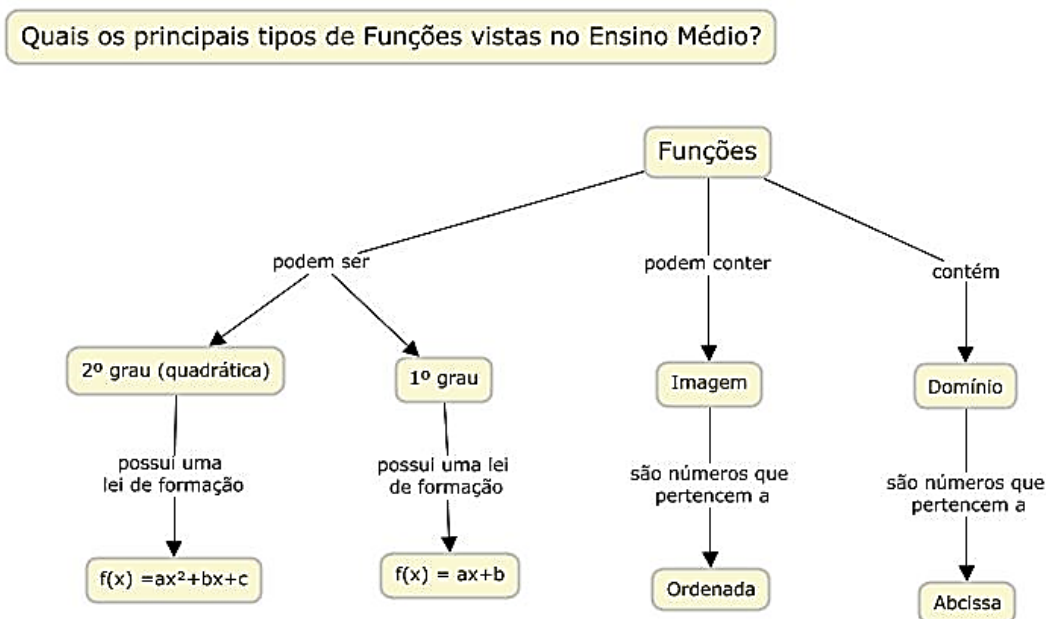 Quais os principais tipos de Funções vistas no Ensino Médio?
Funções
podem ser
podem conter
contém
2º grau (quadrática)
1º grau
Imagem
Domínio
possui uma
lei de formação
possui uma lei
de formação
são números que
pertencem a
são números que
pertencem a
f(x) =ax²+bx+c
f(x) = ax+b
Ordenada
Abcissa